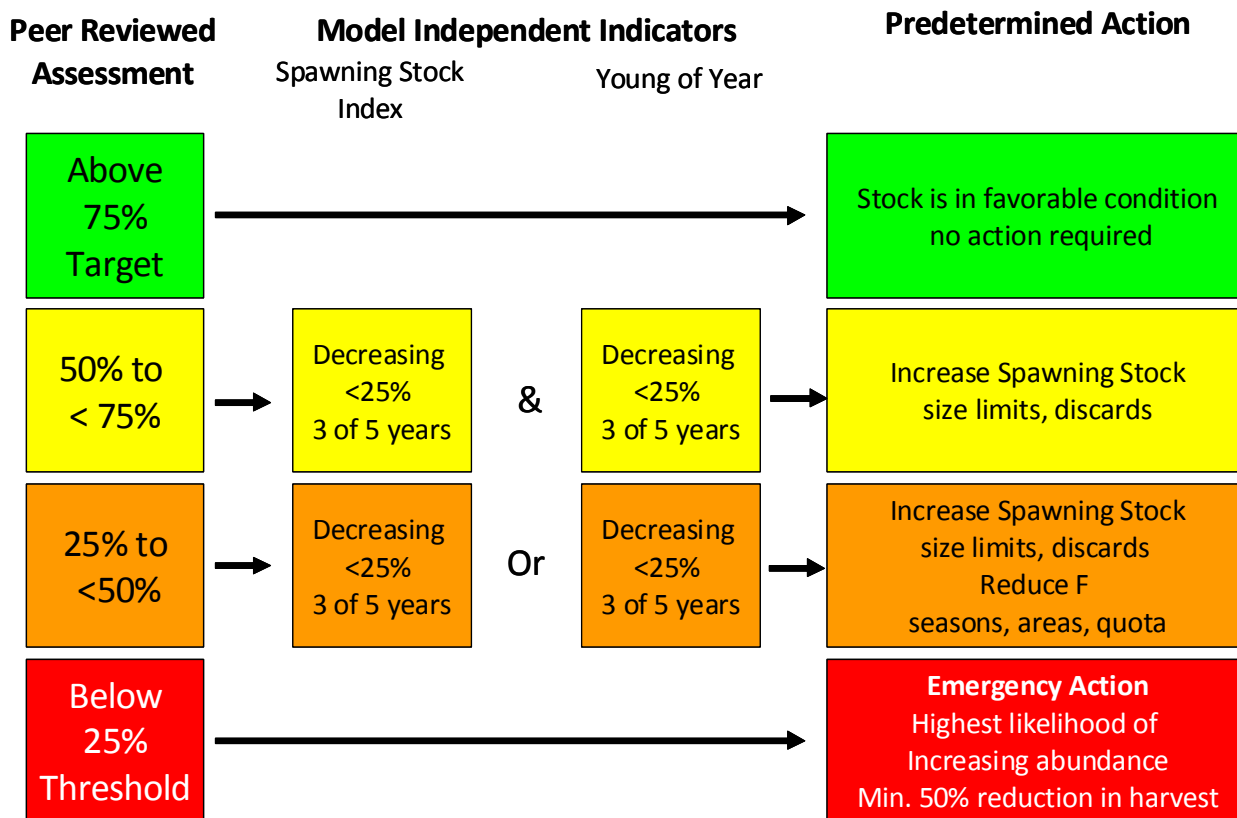 Peer Reviewed
Assessment
Model Independent Indicators
Spawning Stock
Index
Young of Year
Predetermined Action
Above
75%
Target
Stock is in favorable condition
no action required
50% to
< 75%
Decreasing
<25%
3 of 5 years
&
Decreasing
<25%
3 of 5 years
Increase Spawning Stock
size limits, discards
25% to
<50%
Decreasing
<25%
3 of 5 years
Or
Decreasing
<25%
3 of 5 years
Increase Spawning Stock
size limits, discards
Reduce F
seasons, areas, quota
Below
25%
Threshold
Emergency Action
Highest likelihood of
Increasing abundance
Min. 50% reduction in harvest